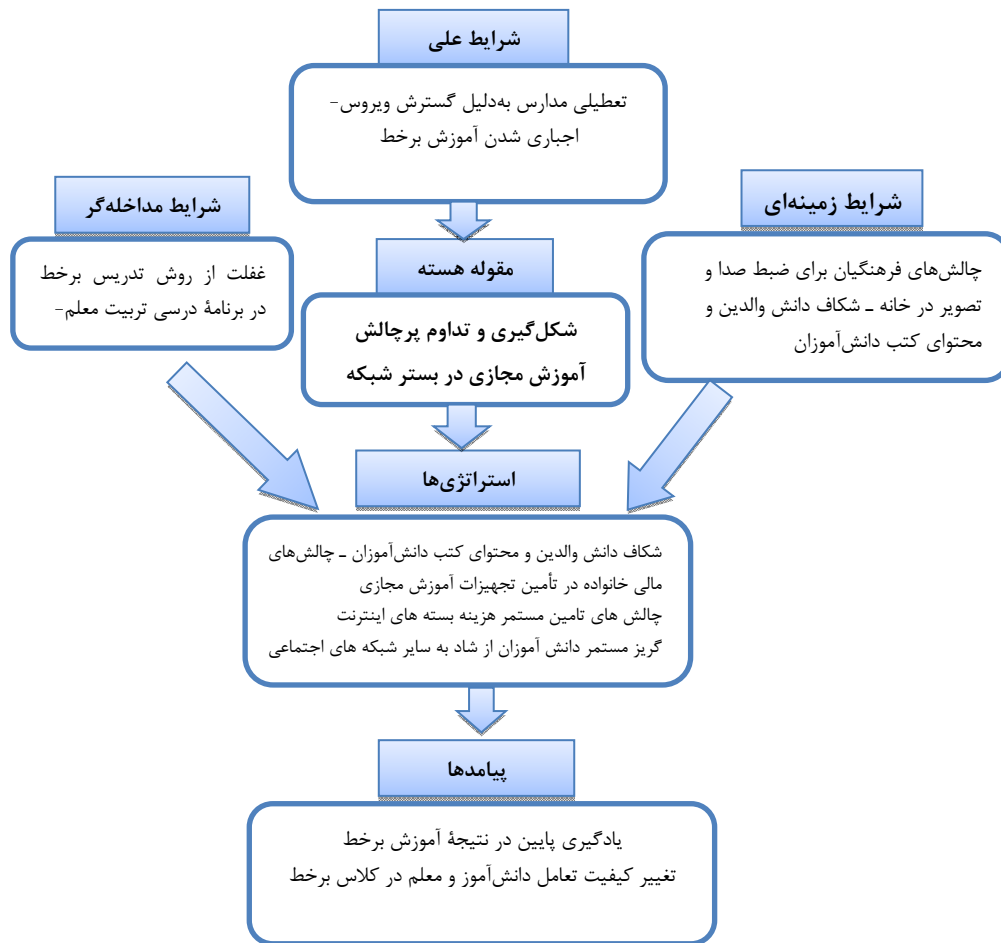 شرایط علی
تعطیلی مدارس به‌دلیل گسترش ویروس-
اجباری شدن آموزش برخط
شرایط زمینه‌ای
چالش‌های فرهنگیان برای ضبط صدا و
تصویر در خانه ـ شکاف دانش والدین و
محتوای کتب دانش‌آموزان
مقوله هسته
شکل‌گیری و تداوم پرچالش
آموزش مجازی در بستر شبکه
شرایط مداخله‌گر
غفلت از روش تدریس برخط
در برنامۀ درسی تربیت معلم-
استراتژی‌ها
شکاف دانش والدین و محتوای کتب دانش‌آموزان ـ چالش‌های
مالی خانواده در تأمین تجهیزات آموزش مجازی
چالش های تامین مستمر هزینه بسته های اینترنت
گریز مستمر دانش آموزان از شاد به سایر شبکه های اجتماعی
پیامدها
یادگیری پایین در نتیجۀ آموزش برخط
تغییر کیفیت تعامل دانش‌آموز و معلم در کلاس برخط